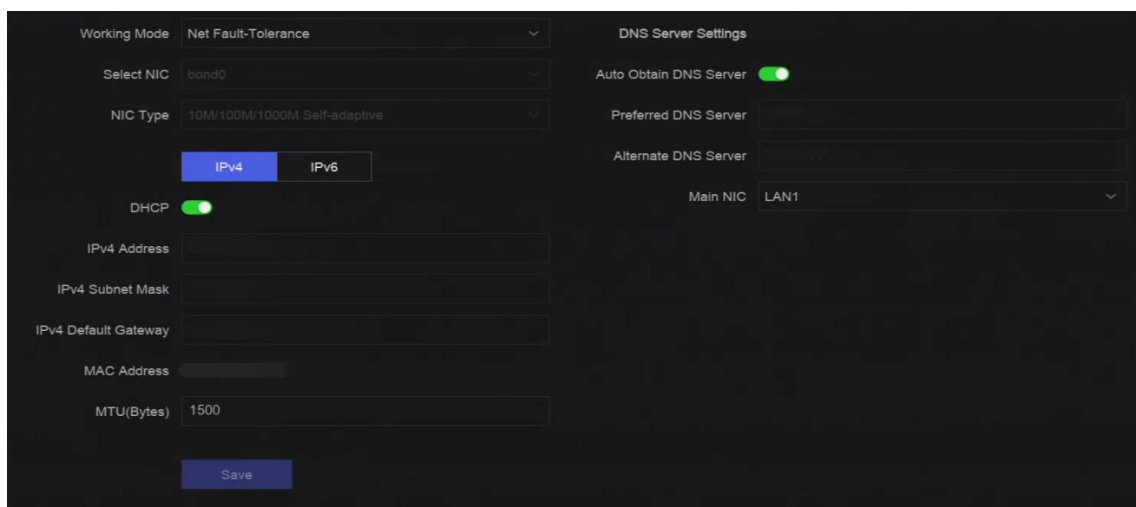 Working Mode Net Fault-Tolerance
Select NIC bond0
NIC Type 10M/100M/1000M Self-adaptive
IPv4 IPv6
DHCP
IPv4 Address
IPv4 Subnet Mask
IPv4 Default Gateway
MAC Address
MTU(Bytes) 1500
Save
DNS Server Settings
Auto Obtain DNS Server
Preferred DNS Server
Alternate DNS Server
Main NIC LAN1